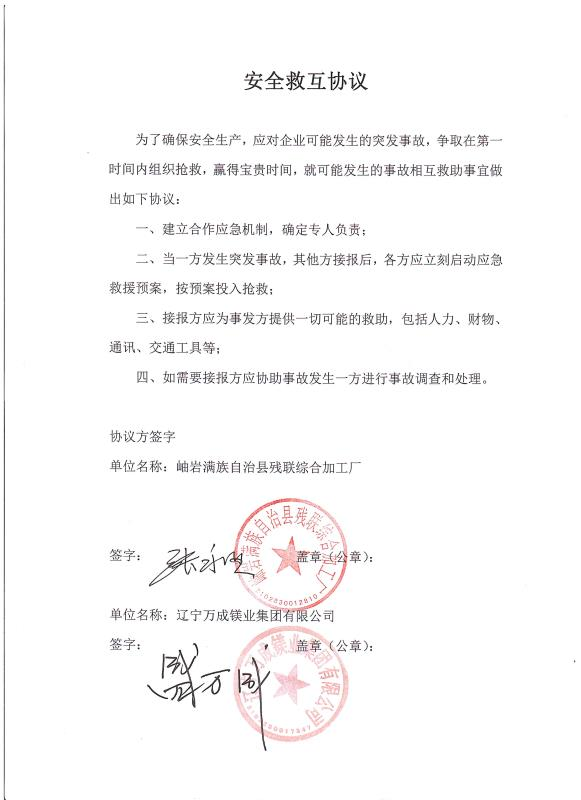 安全救互协议
为了确保安全生产，应对企业可能发生的突发事故，争取在第一
时间内组织抢救，赢得宝贵时间，就可能发生的事故相互救助事宜做
出如下协议：
一、建立合作应急机制，确定专人负责；
二、当一方发生突发事故，其他方接报后，各方应立刻启动应急
救援预案，按预案投入抢救；
三、接报方应为事发方提供一切可能的救助，包括人力、财物、
通讯、交通工具等；
四、如需要接报方应协助事故发生一方进行事故调查和处理。
协议方签字
单位名称：岫岩满族自治县残联综合加工厂
岫岩满族自治县残联综合加工厂
签字：
盖章（公章）：
单位名称：辽宁万成镁业集团有限公司
签字：
盖章（公章）：
辽宁万成镁业集团有限公司